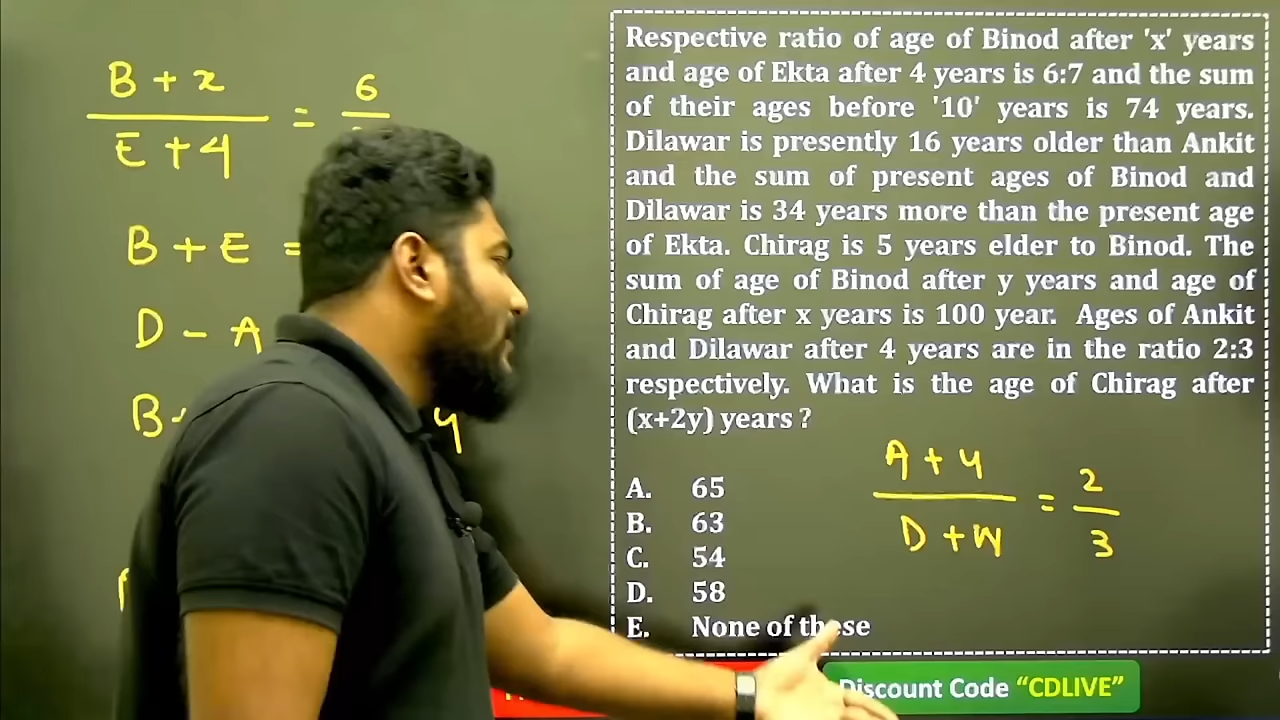 B + x
E + 4
= 6
B + E =
D - A
B
4
Respective ratio of age of Binod after 'x' years
and age of Ekta after 4 years is 6:7 and the sum
of their ages before '10' years is 74 years.
Dilawar is presently 16 years older than Ankit
and the sum of present ages of Binod and
Dilawar is 34 years more than the present age
of Ekta. Chirag is 5 years elder to Binod. The
sum of age of Binod after y years and age of
Chirag after x years is 100 year. Ages of Ankit
and Dilawar after 4 years are in the ratio 2:3
respectively. What is the age of Chirag after
(x+2y) years ?
A. 65
B. 63
C. 54
D. 58
E. None of these
A + 4
D + 4
= 2
3
Discount Code “CDLIVE”